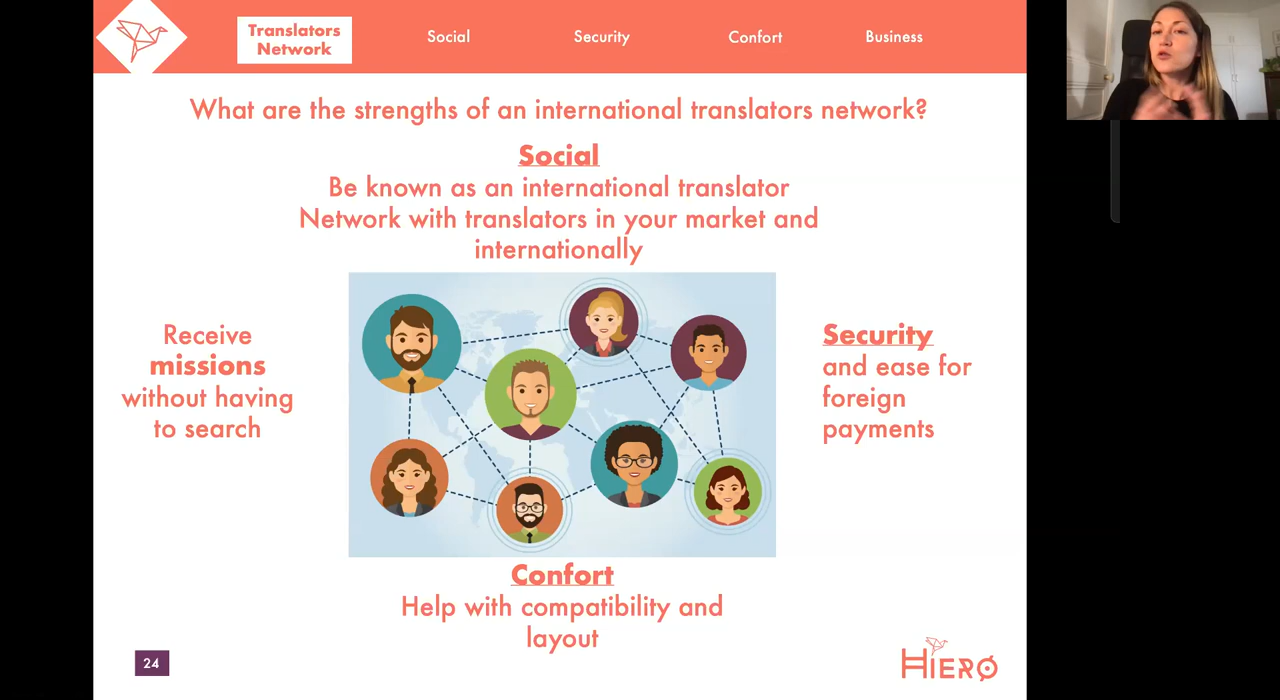 Translators
Network
Social
Security
Confort
Business
What are the strengths of an international translators network?
Social
Be known as an international translator
Network with translators in your market and
internationally
Receive
missions
without having
to search
Security
and ease for
foreign
payments
Confort
Help with compatibility and
layout
24
HIERO